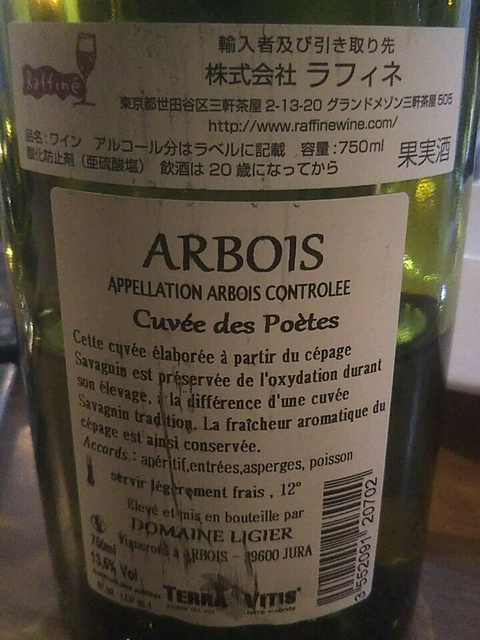 Raffiné
輸入者及び引き取り先
株式会社 ラフィネ
東京都世田谷区三軒茶屋 2-13-20 グランドメゾン三軒茶屋 505
http://www.raffinewine.com/
品名：ワイン アルコール分はラベルに記載 容量：750ml
酸化防止剤（亜硫酸塩） 飲酒は 20 歳になってから
果実酒
ARBOIS
APPELLATION ARBOIS CONTROLEE
Cuvée des Poètes
Cette cuvée élaborée à partir du cépage
Savagnin est préservée de l'oxydation durant
son élevage, à la différence d'une cuvée
Savagnin tradition. La fraîcheur aromatique du
cépage est ainsi conservée.
Accords : apéritif,entrées,asperges, poisson
servir légèrement frais , 12°
Elevé et mis en bouteille par
DOMAINE LIGIER
Vignerons à ARBOIS - 39600 JURA
750ml
13,6% Vol
TERRA VITIS
3 552091 20702